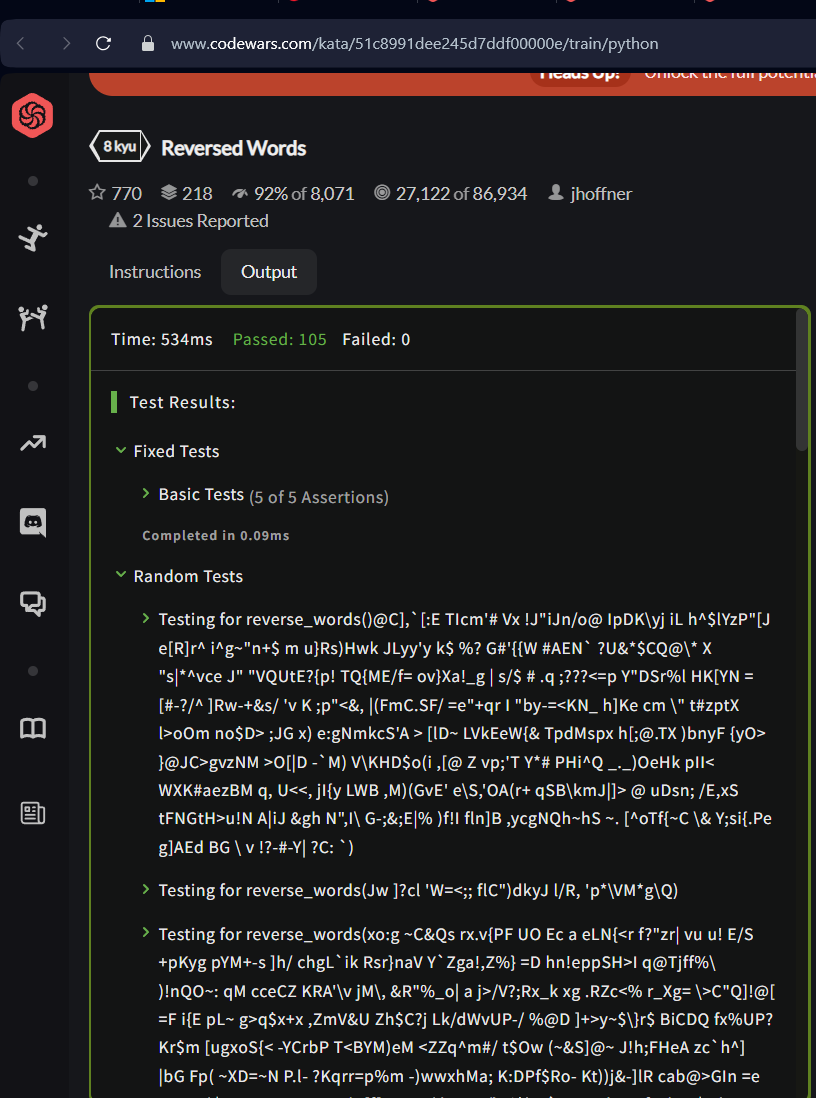 www.codewars.com/kata/51c8991dee245d7ddf00000e/train/python
Heads Up! Unlock the full potenti
8 kyu Reversed Words
770 218 92% of 8,071 27,122 of 86,934 jhoffner
2 Issues Reported
Instructions Output
Time: 534ms Passed: 105 Failed: 0
Test Results:
Fixed Tests
Basic Tests (5 of 5 Assertions)
Completed in 0.09ms
Random Tests
Testing for reverse_words()@C],`[:E TIcm'# Vx !J"iJn/o@ IpDK\yj iL h^$lYzP"[J
e[R]r^ i^g~"n+$ m u}Rs)Hwk JLyy'y k$ %? G#'{{W #AEN` ?U&*$CQ@\* X
"s|*^vce J" "VQUtE?{p! TQ{ME/f= ov}Xa!_g | s/$ # .q ;???<=p Y"DSr%l HK[YN =
[#-?/^ ]Rw-+&s/ 'v K ;p"<&, |(FmC.SF/ =e"+qr I "by-=<KN_ h]Ke cm \" t#zptX
l>oOm no$D> ;JG x) e:gNmkcS'A > [lD~ LVkEeW{& TpdMspx h[;@.TX )bnyF {yO>
}@JC>gvzNM >O[|D -`M) V\KHD$o(i ,[@ Z vp;'T Y*# PHi^Q _._)OeHk pII<
WXK#aezBM q, U<<, jI{y LWB ,M)(GvE' e\S,'OA(r+ qSB\kmJ|]> @ uDsn; /E,xS
tFNGtH>u!N A|iJ &gh N",I\ G-;&;E|% )f!I fln]B ,ycgNQh~hS ~. [^oTf{~C \& Y;si{.Pe
g]AEd BG \ v !?-#-Y| ?C: `)
Testing for reverse_words(Jw ]?cl 'W=<;; flC")dkyJ l/R, 'p*\VM*g\Q)
Testing for reverse_words(xo:g ~C&Qs rx.v{PF UO Ec a eLN{<r f?"zr| vu u! E/S
+pKyg pYM+-s ]h/ chgL`ik Rsr}naV Y`Zga!,Z%} =D hn!eppSH>I q@Tjff%\
)!nQO~: qM cceCZ KRA'\v jM\, &R"%_o| a j>/V?;Rx_k xg .RZc<% r_Xg= \>C"Q]!@[
=F i{E pL~ g>q$x+x ,ZmV&U Zh$C?j Lk/dWvUP-/ %@D ]+>y~$\}r$ BiCDQ fx%UP?
Kr$m [ugxoS{< -YCrbP T<BYM)eM <ZZq^m#/ t$Ow (~&S]@~ J!h;FHeA zc`h^]
|bG Fp( ~XD=~N P.l- ?Kqrr=p%m -)wwxhMa; K:DPf$Ro- Kt))j&-]lR cab@>GIn =e